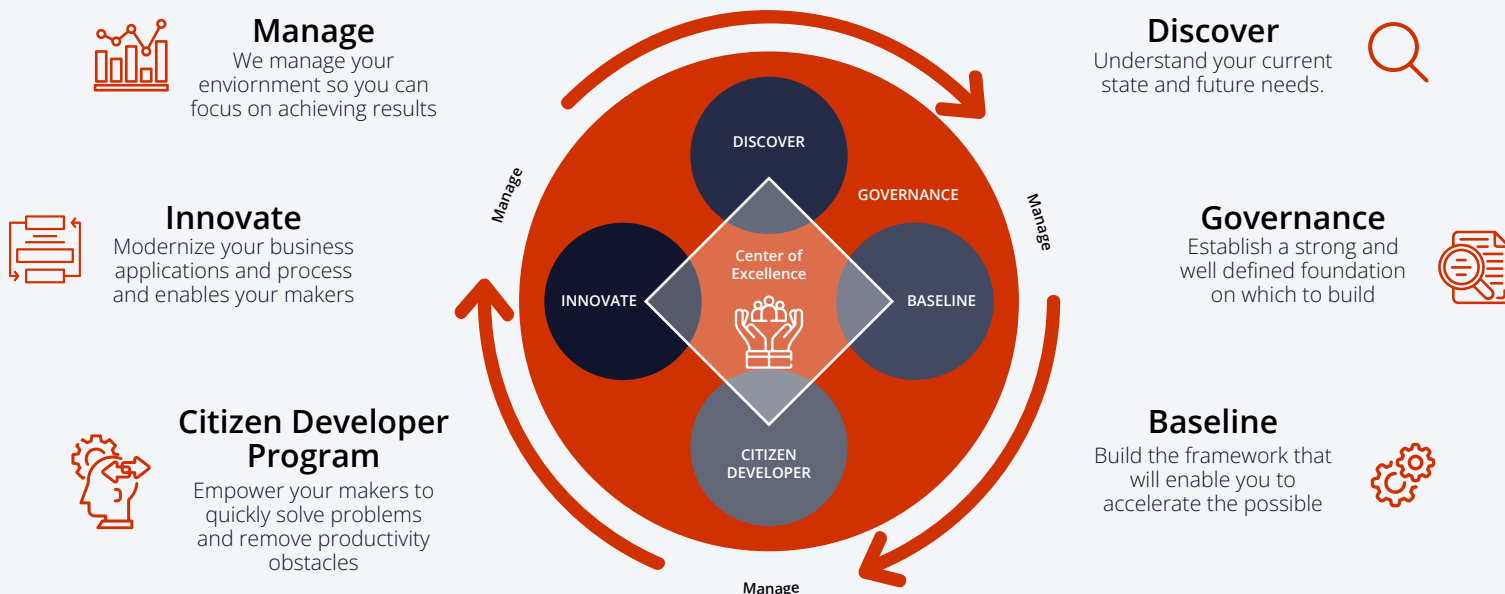 Manage
We manage your
enviornment so you can
focus on achieving results
Innovate
Modernize your business
applications and process
and enables your makers
Citizen Developer
Program
Empower your makers to
quickly solve problems
and remove productivity
obstacles
Manage
DISCOVER
GOVERNANCE
Manage
Center of
Excellence
INNOVATE
BASELINE
CITIZEN
DEVELOPER
Manage
Discover
Understand your current
state and future needs.
Governance
Establish a strong and
well defined foundation
on which to build
Baseline
Build the framework that
will enable you to
accelerate the possible